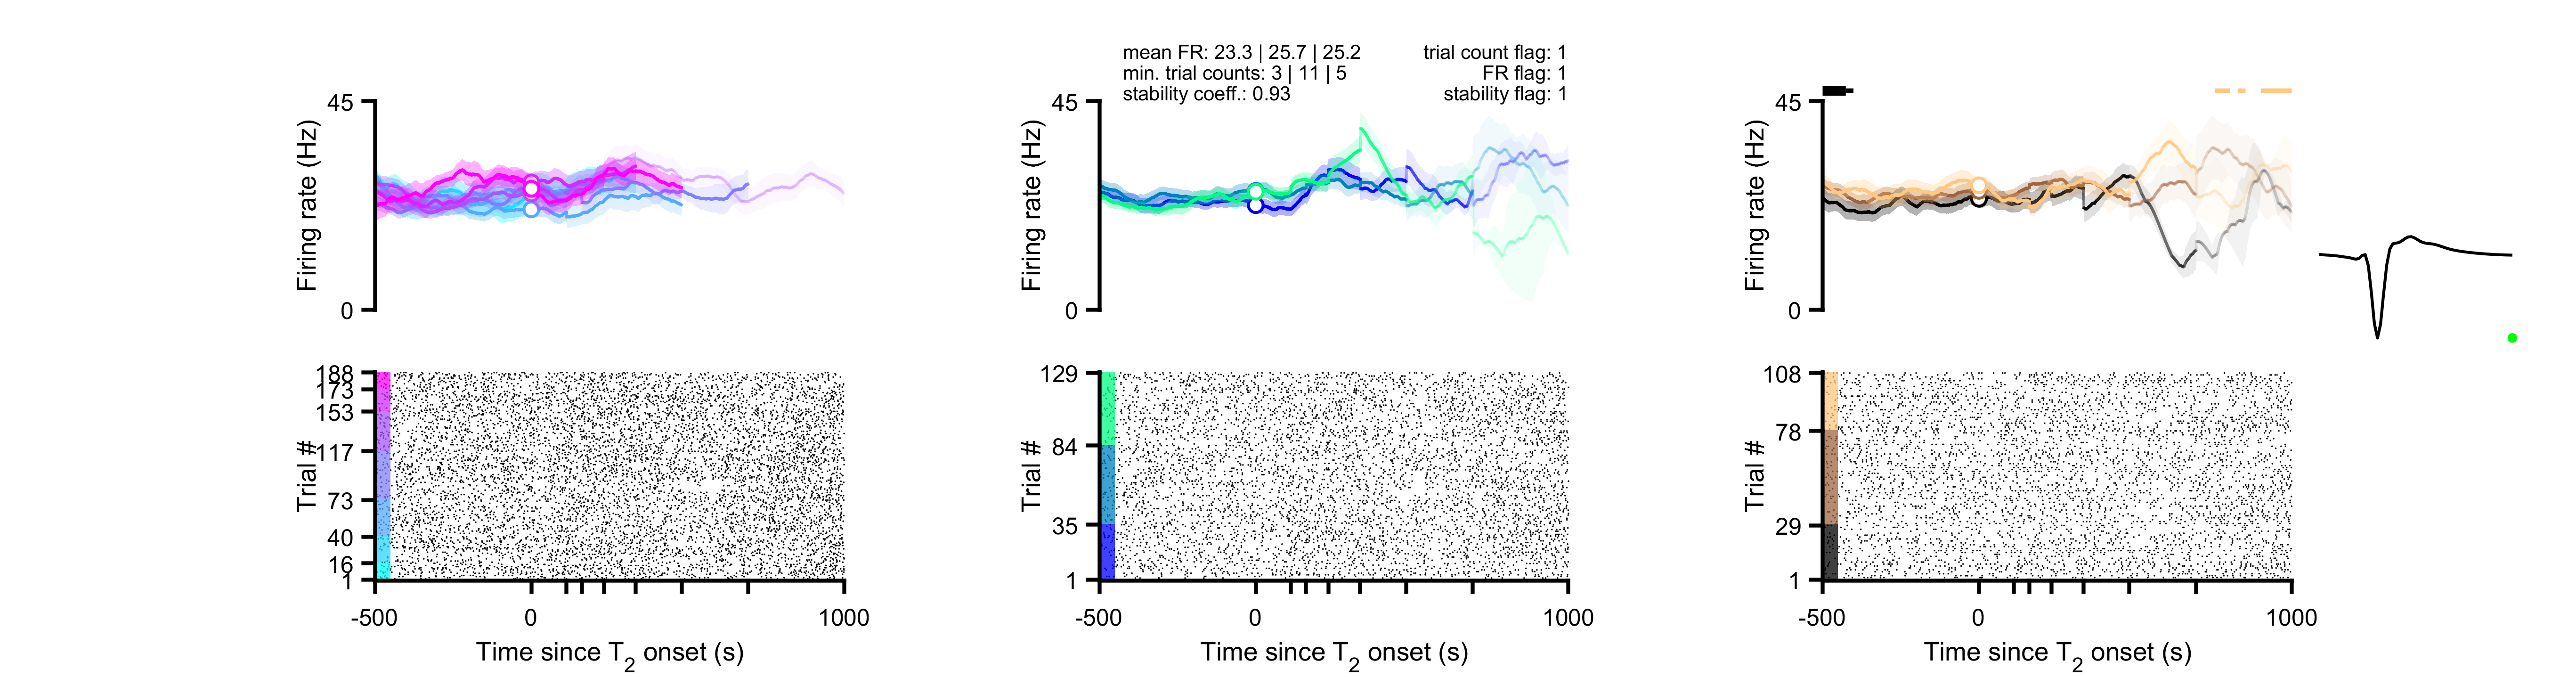 mean FR: 23.3 | 25.7 | 25.2
min. trial counts: 3 | 11 | 5
stability coeff.: 0.93
trial count flag: 1
FR flag: 1
stability flag: 1
45
Firing rate (Hz)
0
45
Firing rate (Hz)
0
45
Firing rate (Hz)
0
188
173
153
117
73
40
16
1
Trial #
-500
0
1000
Time since T2 onset (s)
129
84
35
1
Trial #
-500
0
1000
Time since T2 onset (s)
108
78
29
1
Trial #
-500
0
1000
Time since T2 onset (s)